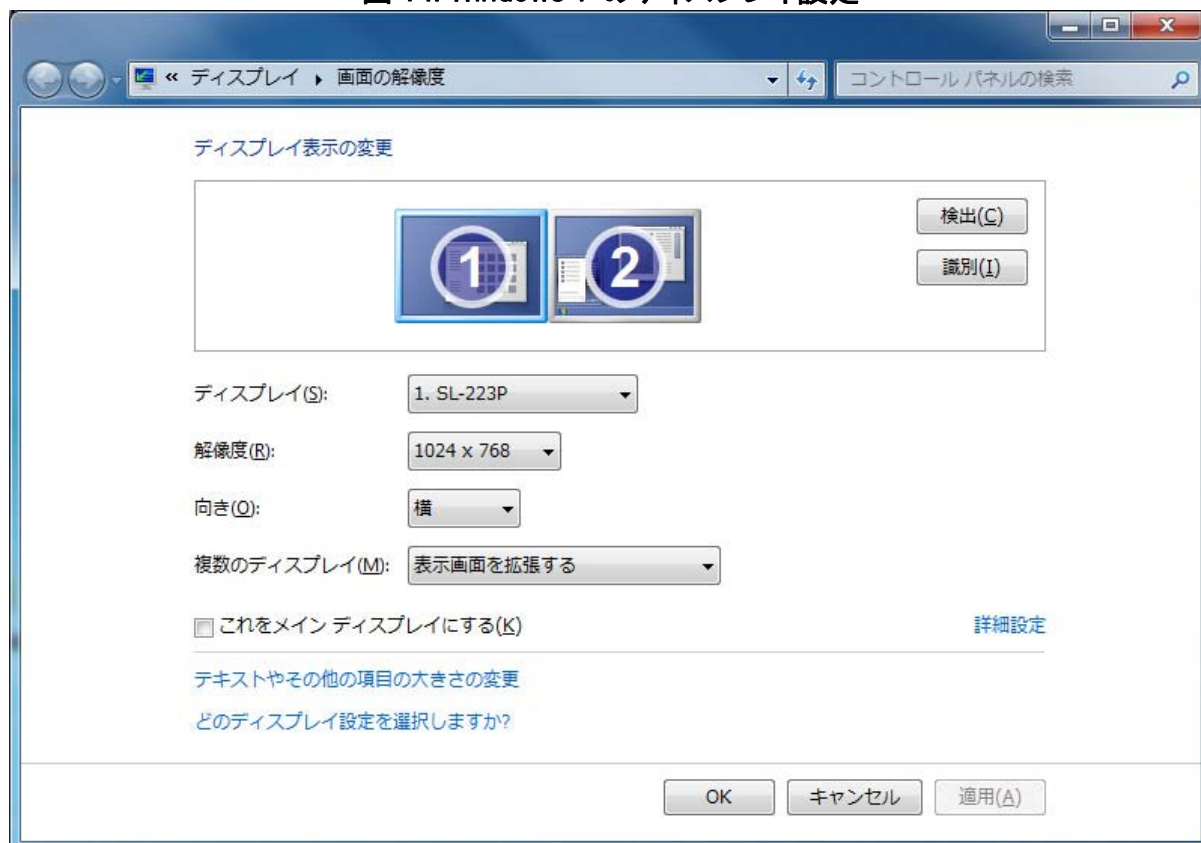 « ディスプレイ ▸ 画面の解像度
コントロール パネルの検索
ディスプレイ表示の変更
1
2
検出(C)
識別(I)
ディスプレイ(S):
1. SL-223P
解像度(R):
1024 x 768
向き(O):
横
複数のディスプレイ(M):
表示画面を拡張する
これをメイン ディスプレイにする(K)
詳細設定
テキストやその他の項目の大きさの変更
どのディスプレイ設定を選択しますか?
OK
キャンセル
適用(A)